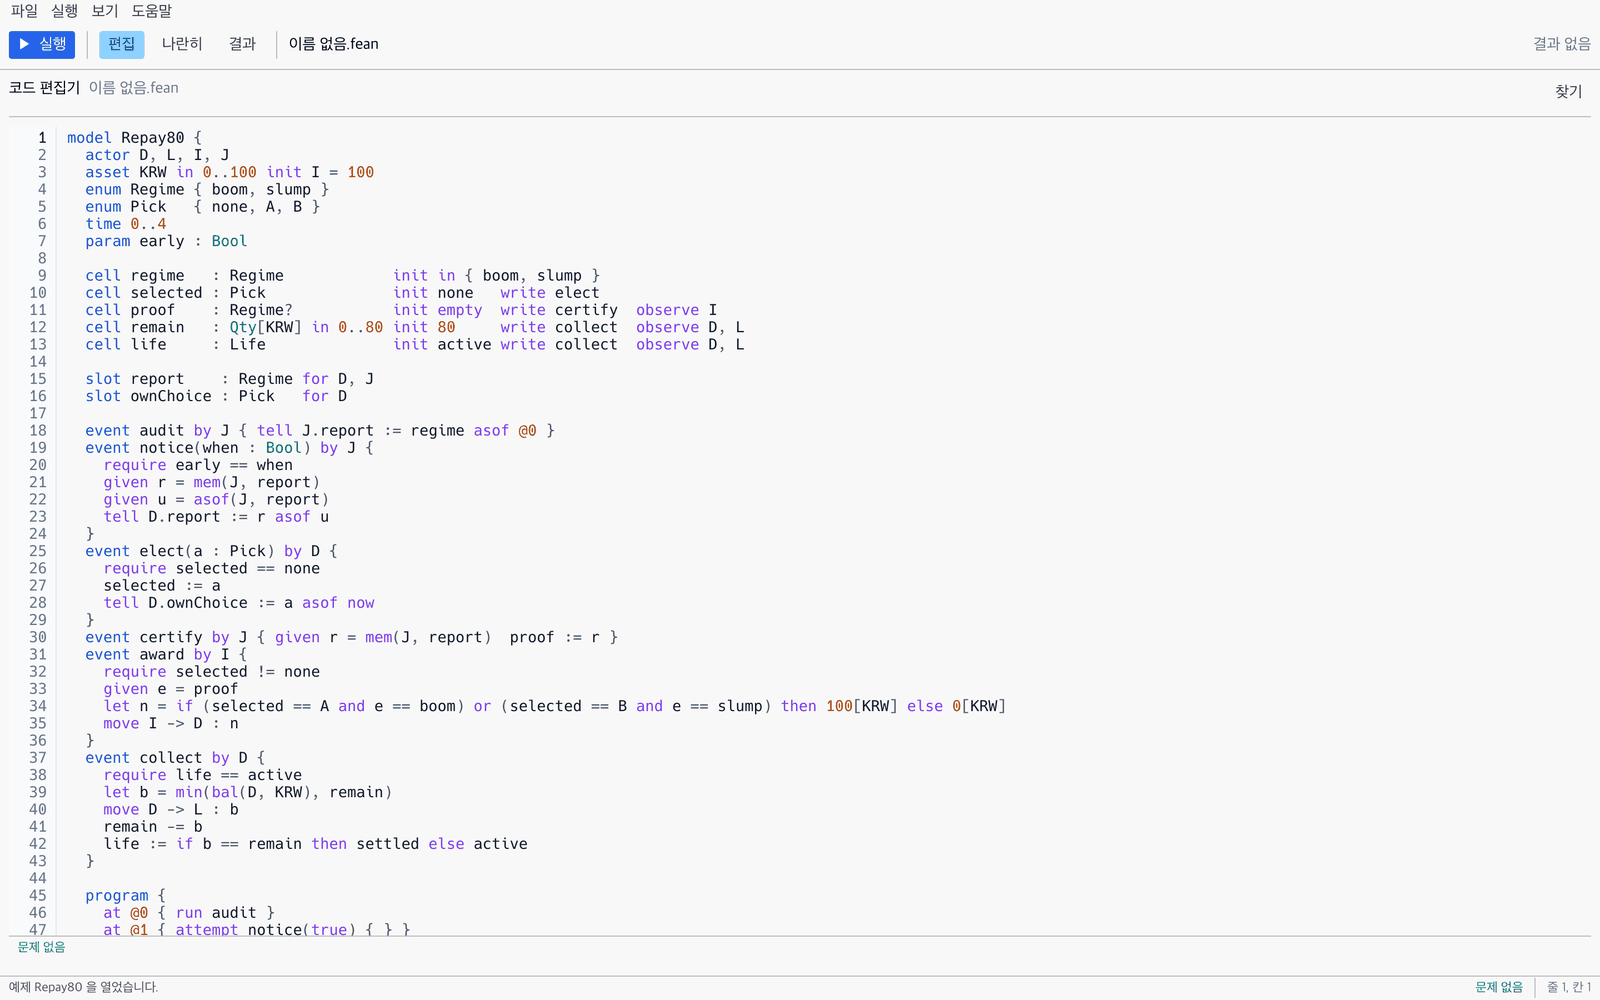 파일 실행 보기 도움말
▶ 실행 편집 나란히 결과 이름 없음.fean 결과 없음
코드 편집기 이름 없음.fean 찾기
1 model Repay80 {
2   actor D, L, I, J
3   asset KRW in 0..100 init I = 100
4   enum Regime { boom, slump }
5   enum Pick   { none, A, B }
6   time 0..4
7   param early : Bool
8
9   cell regime   : Regime            init in { boom, slump }
10   cell selected : Pick              init none   write elect
11   cell proof    : Regime?           init empty  write certify  observe I
12   cell remain   : Qty[KRW] in 0..80 init 80     write collect  observe D, L
13   cell life     : Life              init active write collect  observe D, L
14
15   slot report    : Regime for D, J
16   slot ownChoice : Pick   for D
17
18   event audit by J { tell J.report := regime asof @0 }
19   event notice(when : Bool) by J {
20     require early == when
21     given r = mem(J, report)
22     given u = asof(J, report)
23     tell D.report := r asof u
24   }
25   event elect(a : Pick) by D {
26     require selected == none
27     selected := a
28     tell D.ownChoice := a asof now
29   }
30   event certify by J { given r = mem(J, report)  proof := r }
31   event award by I {
32     require selected != none
33     given e = proof
34     let n = if (selected == A and e == boom) or (selected == B and e == slump) then 100[KRW] else 0[KRW]
35     move I -> D : n
36   }
37   event collect by D {
38     require life == active
39     let b = min(bal(D, KRW), remain)
40     move D -> L : b
41     remain -= b
42     life := if b == remain then settled else active
43   }
44
45   program {
46     at @0 { run audit }
47     at @1 { attempt notice(true) { } }
문제 없음
예제 Repay80 을 열었습니다. 문제 없음 줄 1, 칸 1